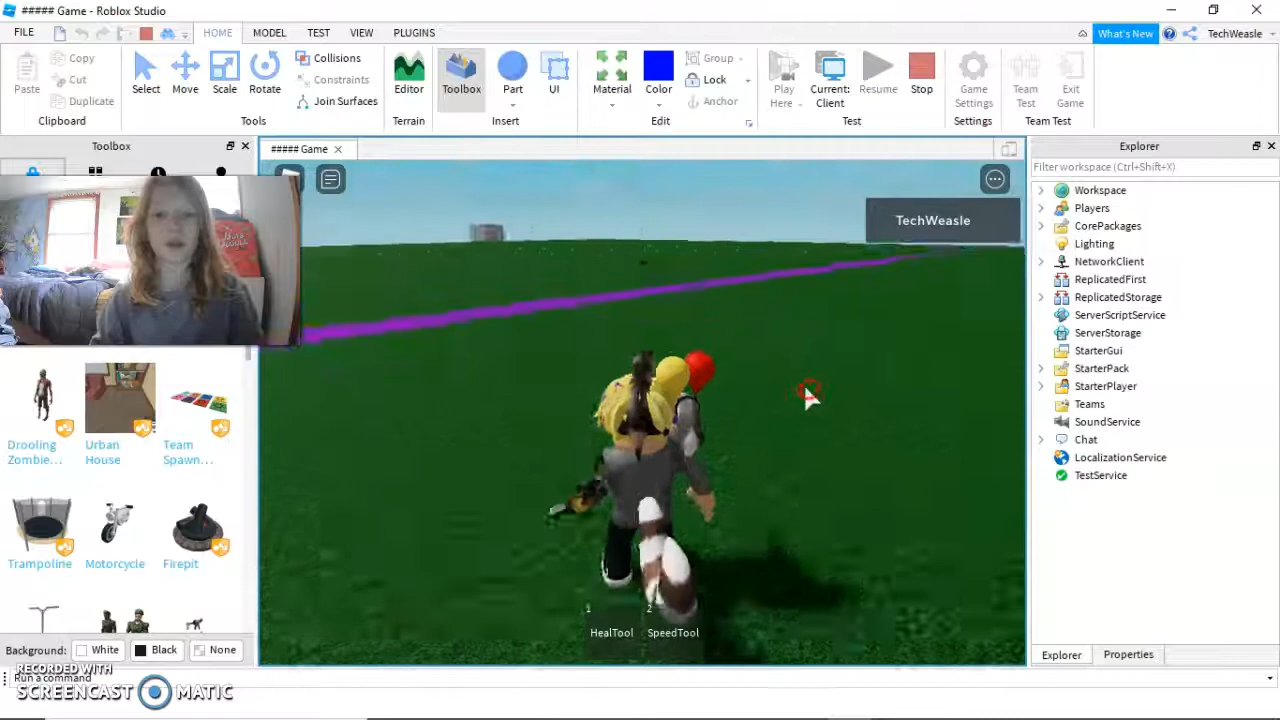 ##### Game - Roblox Studio
FILE HOME MODEL TEST VIEW PLUGINS What's New TechWeasle
Paste Copy Cut Duplicate Select Move Scale Rotate Collisions Constraints Join Surfaces Editor Toolbox Part UI Material Color Group Lock Anchor Play Here Current: Client Resume Stop Game Settings Team Test Exit Game
Clipboard Tools Terrain Insert Edit Test Settings Team Test
Toolbox
##### Game
Explorer
Filter workspace (Ctrl+Shift+X)
Workspace
Players
CorePackages
Lighting
NetworkClient
ReplicatedFirst
ReplicatedStorage
ServerScriptService
ServerStorage
StarterGui
StarterPack
StarterPlayer
Teams
SoundService
Chat
LocalizationService
TestService
TechWeasle
Drooling Zombie...
Urban House
Team Spawn...
Trampoline
Motorcycle
Firepit
1 2
HealTool SpeedTool
Background: White Black None
Explorer Properties
Run a command
RECORDED WITH
SCREENCAST MATIC